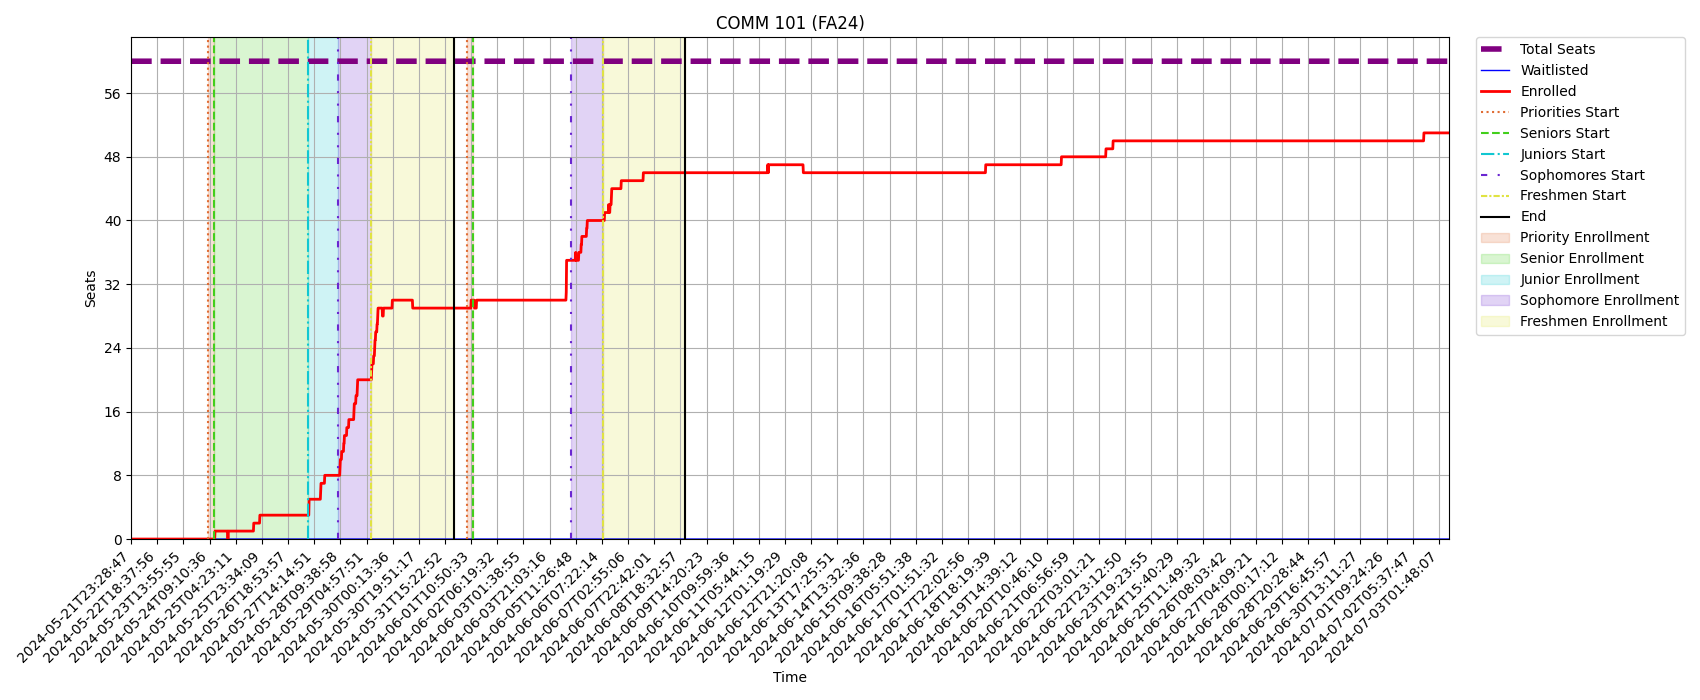 COMM 101 (FA24)
Total Seats
Waitlisted
Enrolled
Priorities Start
Seniors Start
Juniors Start
Sophomores Start
Freshmen Start
End
Priority Enrollment
Senior Enrollment
Junior Enrollment
Sophomore Enrollment
Freshmen Enrollment
Seats
56
48
40
32
24
16
8
0
2024-05-21T23:28:47
2024-05-22T18:37:56
2024-05-23T13:55:55
2024-05-24T09:10:36
2024-05-25T04:23:11
2024-05-25T23:34:09
2024-05-26T18:53:57
2024-05-27T14:14:51
2024-05-28T09:38:58
2024-05-29T04:57:51
2024-05-30T00:13:36
2024-05-30T19:51:17
2024-05-31T15:22:52
2024-06-01T10:50:33
2024-06-02T06:19:32
2024-06-03T01:38:55
2024-06-03T21:03:16
2024-06-05T11:26:48
2024-06-06T07:22:14
2024-06-07T02:55:06
2024-06-07T22:42:01
2024-06-08T18:32:57
2024-06-09T14:20:23
2024-06-10T09:59:36
2024-06-11T05:44:15
2024-06-12T01:19:29
2024-06-12T21:20:08
2024-06-13T17:25:51
2024-06-14T13:32:36
2024-06-15T09:38:28
2024-06-16T05:51:38
2024-06-17T01:51:32
2024-06-17T22:02:56
2024-06-18T18:19:39
2024-06-19T14:39:12
2024-06-20T10:46:10
2024-06-21T06:56:59
2024-06-22T03:01:21
2024-06-22T23:12:50
2024-06-23T19:23:55
2024-06-24T15:40:29
2024-06-25T11:49:32
2024-06-26T08:03:42
2024-06-27T04:09:21
2024-06-28T00:17:12
2024-06-28T20:28:44
2024-06-29T16:45:57
2024-06-30T13:11:27
2024-07-01T09:24:26
2024-07-02T05:37:47
2024-07-03T01:48:07
Time